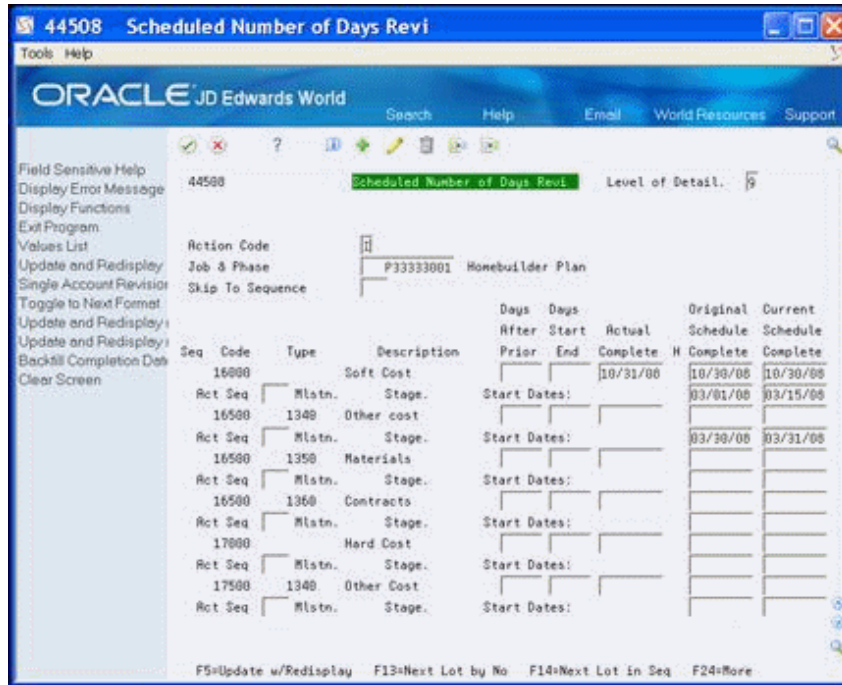 44508 Scheduled Number of Days Revi
Tools Help
ORACLE JD Edwards World
Search Help Email World Resources Support
Field Sensitive Help
Display Error Message
Display Functions
Exit Program
Values List
Update and Redisplay
Single Account Revision
Toggle to Next Format
Update and Redisplay
Update and Redisplay
Backfill Completion Date
Clear Screen
?
44508 Scheduled Number of Days Revi Level of Detail. 9
Action Code I
Job & Phase P33333001 Homebuilder Plan
Skip To Sequence
Days Days Original Current
After Start Actual Schedule Schedule
Seq Code Type Description Prior End Complete H Complete Complete
16000 Soft Cost 10/31/08 10/30/08 10/30/08
Act Seq Mlstn. Stage. Start Dates: 03/01/08 03/15/08
16500 1340 Other cost
Act Seq Mlstn. Stage. Start Dates: 03/30/08 03/31/08
16500 1350 Materials
Act Seq Mlstn. Stage. Start Dates:
16500 1360 Contracts
Act Seq Mlstn. Stage. Start Dates:
17000 Hard Cost
Act Seq Mlstn. Stage. Start Dates:
17500 1340 Other Cost
Act Seq Mlstn. Stage. Start Dates:
F5=Update w/Redisplay F13=Next Lot by No F14=Next Lot in Seq F24=More